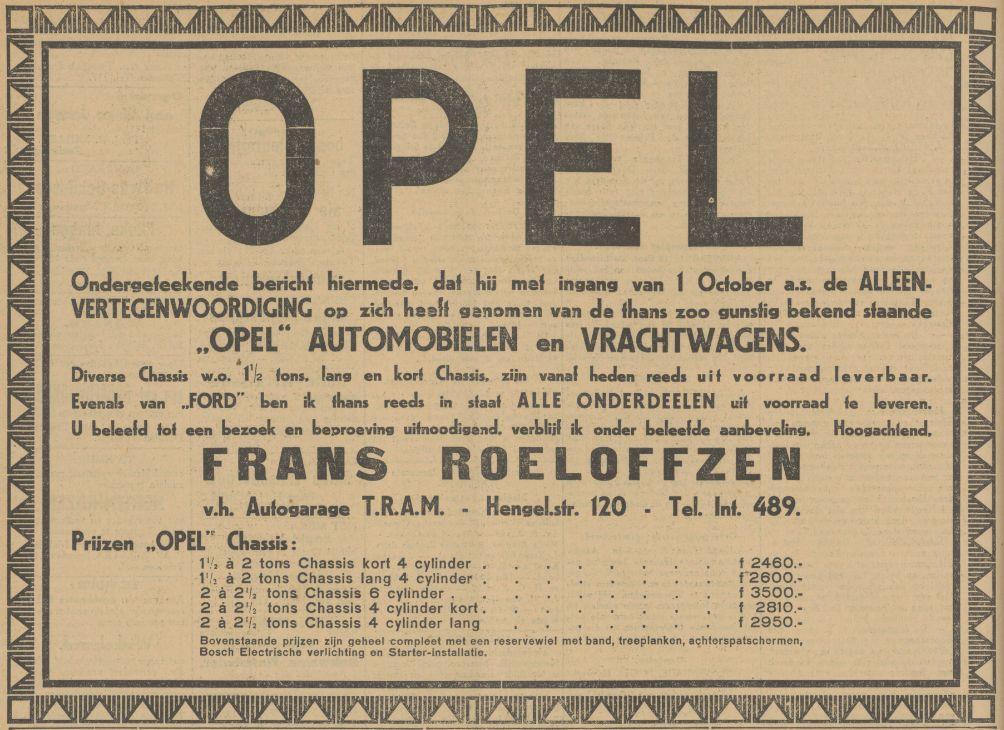 OPEL
Ondergeteekende bericht hiermede, dat hij met ingang van 1 October a.s. de ALLEEN-
VERTEGENWOORDIGING op zich heeft genomen van de thans zoo gunstig bekend staande
„OPEL“ AUTOMOBIELEN en VRACHTWAGENS.
Diverse Chassis w.o. 1½ tons, lang en kort Chassis, zijn vanaf heden reeds uit voorraad leverbaar.
Evenals van „FORD” ben ik thans reeds in staat ALLE ONDERDEELEN uit voorraad te leveren.
U beleefd tot een bezoek en beproeving uitnoodigend, verblijf ik onder beleefde aanbeveling, Hoogachtend,
FRANS ROELOFFZEN
v.h. Autogarage T.R.A.M. - Hengel.str. 120 - Tel. Int. 489.
Prijzen „OPEL” Chassis:
1½ à 2 tons Chassis kort 4 cylinder . . . . . . . . f 2460.-
1½ à 2 tons Chassis lang 4 cylinder . . . . . . . . f 2600.-
2 à 2½ tons Chassis 6 cylinder . . . . . . . . . f 3500.-
2 à 2½ tons Chassis 4 cylinder kort . . . . . . . . f 2810.-
2 à 2½ tons Chassis 4 cylinder lang . . . . . . . f 2950.-
Bovenstaande prijzen zijn geheel compleet met een reservewiel met band, treeplanken, achterspatschermen,
Bosch Electrische verlichting en Starter-installatie.